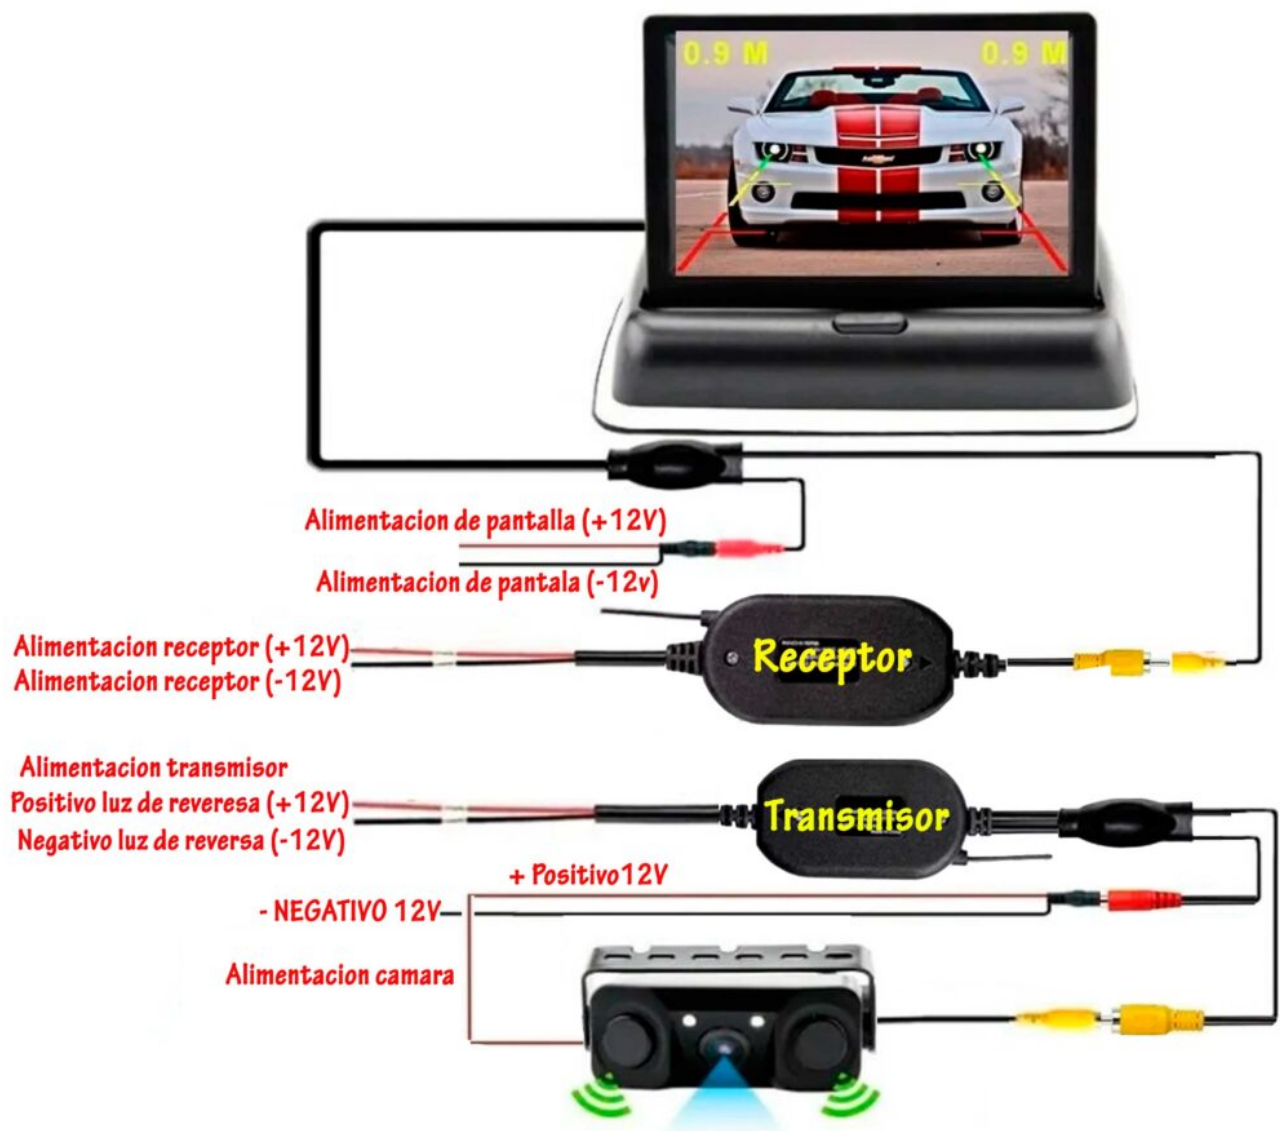 0.9 M 0.9 M
Alimentacion de pantalla (+12V)
Alimentacion de pantala (-12v)
Alimentacion receptor (+12V)
Alimentacion receptor (-12V)
Receptor
Alimentacion transmisor
Positivo luz de reveresa (+12V)
Negativo luz de reversa (-12V)
Transmisor
+ Positivo12V
- NEGATIVO 12V
Alimentacion camara